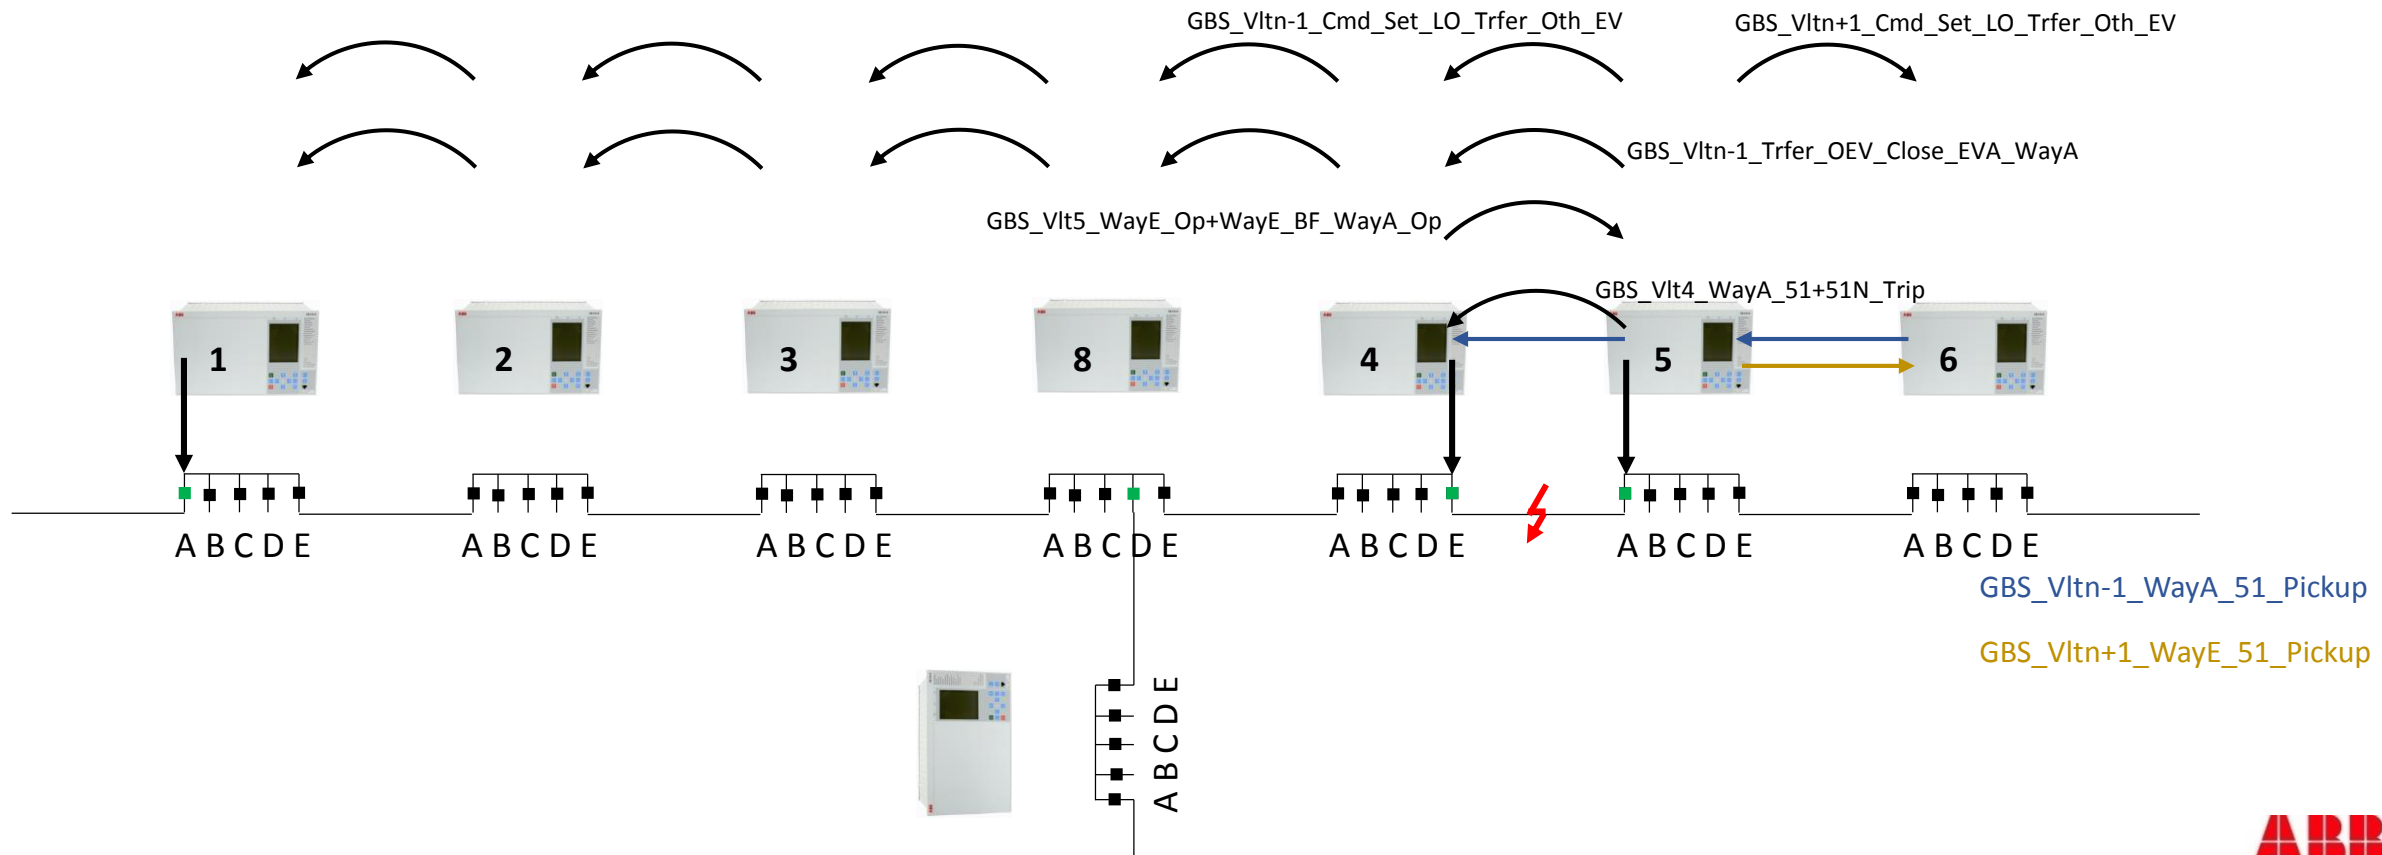 GBS_Vltn-1_Cmd_Set_LO_Trfer_Oth_EV
GBS_Vltn+1_Cmd_Set_LO_Trfer_Oth_EV
GBS_Vltn-1_Trfer_OEV_Close_EVA_WayA
GBS_Vlt5_WayE_Op+WayE_BF_WayA_Op
GBS_Vlt4_WayA_51+51N_Trip
1
2
3
8
4
5
6
A B C D E
A B C D E
A B C D E
A B C D E
A B C D E
A B C D E
A B C D E
GBS_Vltn-1_WayA_51_Pickup
GBS_Vltn+1_WayE_51_Pickup
A B C D E
ABB